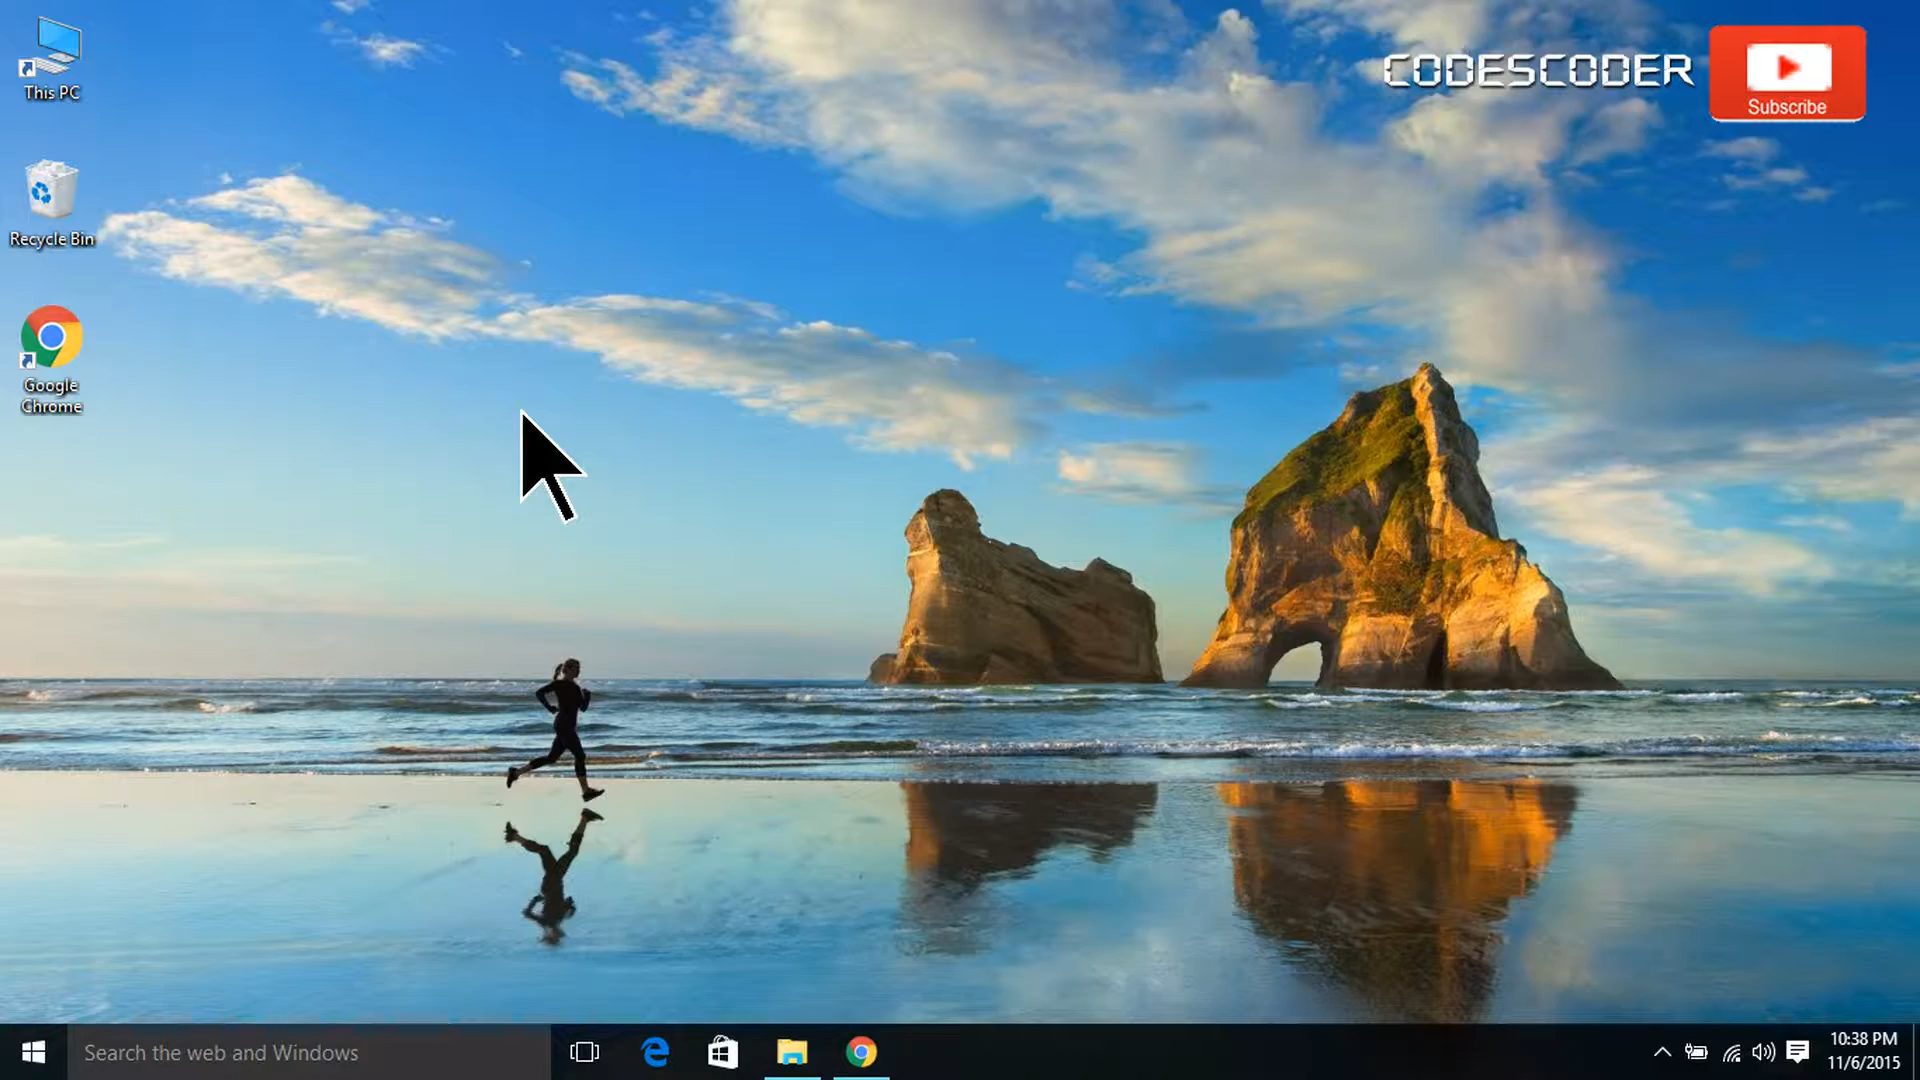 This PC
Recycle Bin
Google
Chrome
CODESCODER
Subscribe
Search the web and Windows
10:38 PM
11/6/2015